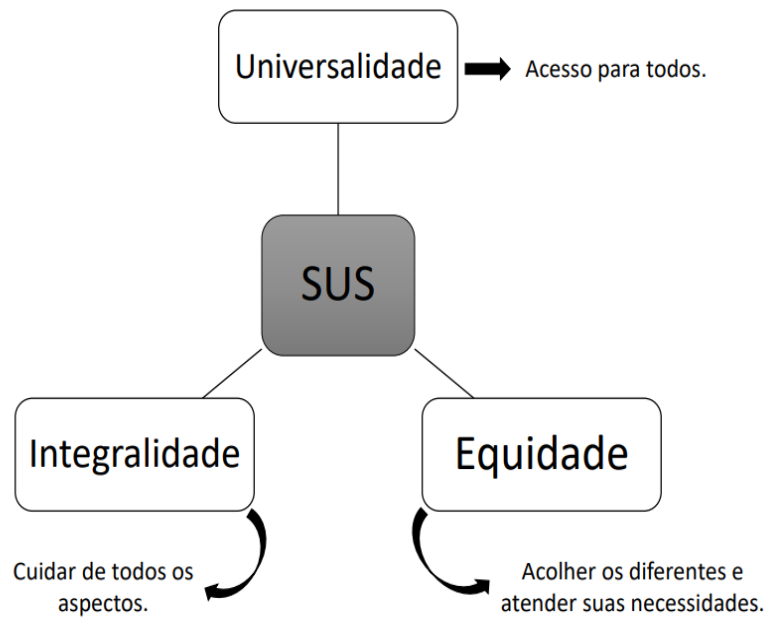 Universalidade
Acesso para todos.
SUS
Integralidade
Equidade
Cuidar de todos os
aspectos.
Acolher os diferentes e
atender suas necessidades.